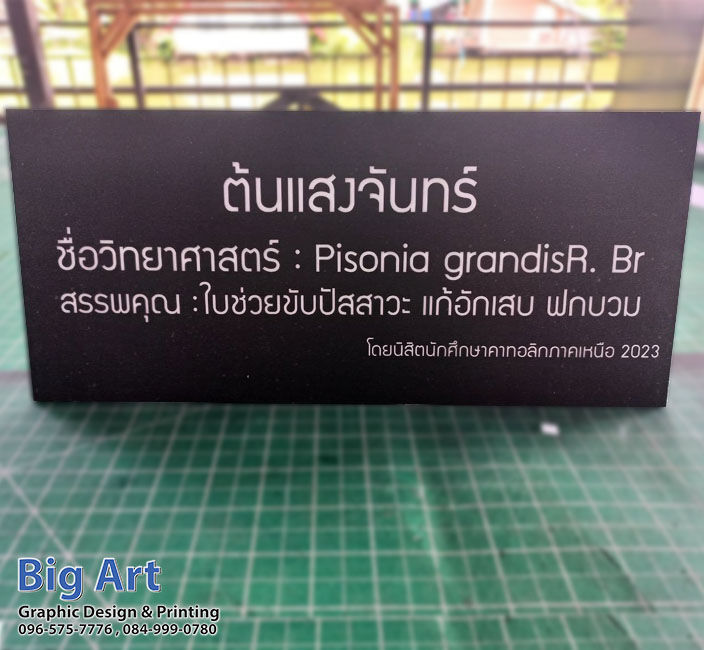 ต้นแสงจันทร์
ชื่อวิทยาศาสตร์ : Pisonia grandisR. Br
สรรพคุณ :ใบช่วยขับปัสสาวะ แก้อักเสบ ฟกบวม
โดยนิสิตนักศึกษาคาทอลิกภาคเหนือ 2023
Big Art
Graphic Design & Printing
096-575-7776 , 084-999-0780